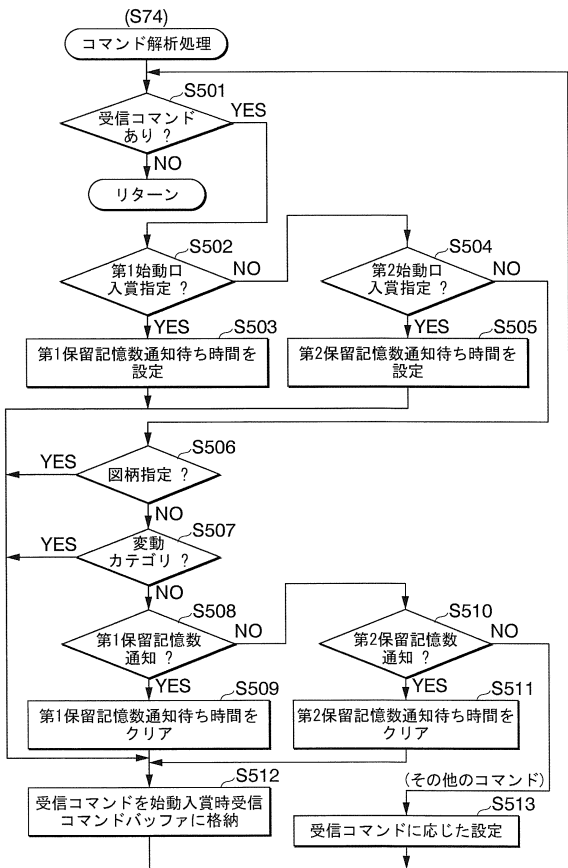 (S74)
コマンド解析処理
S501
受信コマンド
あり ?
YES
NO
リターン
S502
第1始動口
入賞指定 ?
NO
YES
S504
第2始動口
入賞指定 ?
NO
YES
S503
第1保留記憶数通知待ち時間を
設定
S505
第2保留記憶数通知待ち時間を
設定
S506
図柄指定 ?
YES
NO
S507
変動
カテゴリ ?
YES
NO
S508
第1保留記憶数
通知 ?
NO
YES
S510
第2保留記憶数
通知 ?
NO
YES
S509
第1保留記憶数通知待ち時間を
クリア
S511
第2保留記憶数通知待ち時間を
クリア
S512
受信コマンドを始動入賞時受信
コマンドバッファに格納
(その他のコマンド)
S513
受信コマンドに応じた設定